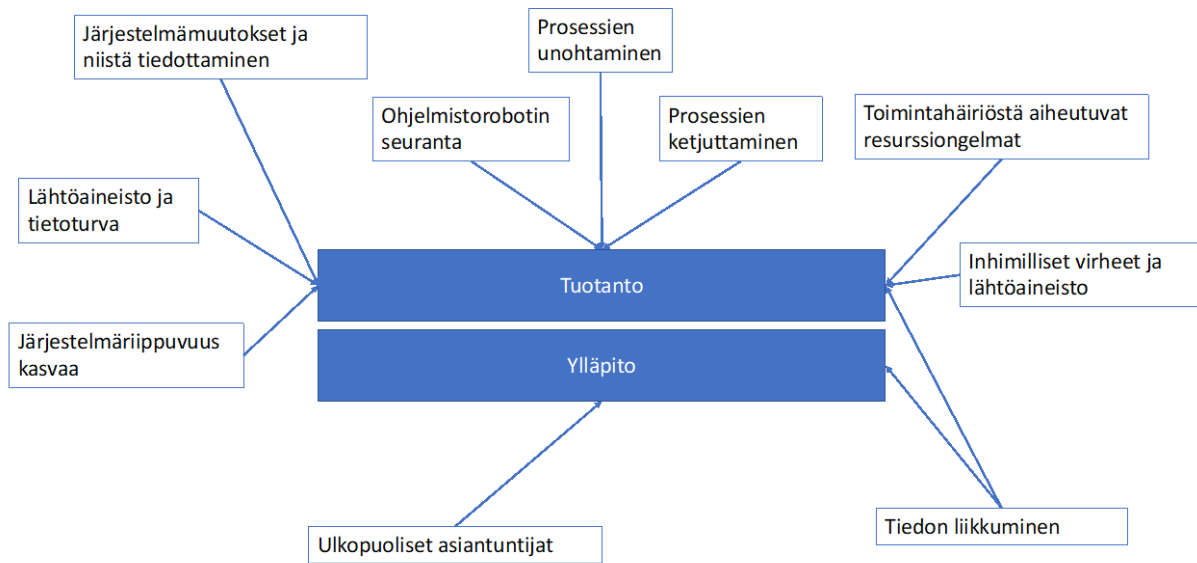 Järjestelmämuutokset ja
niistä tiedottaminen
Prosessien
unohtaminen
Ohjelmistorobotin
seuranta
Prosessien
ketjuttaminen
Toimintahäiriöstä aiheutuvat
resurssiongelmat
Lähtöaineisto ja
tietoturva
Tuotanto
Inhimilliset virheet ja
lähtöaineisto
Järjestelmäriippuvuus
kasvaa
Ylläpito
Ulkopuoliset asiantuntijat
Tiedon liikkuminen